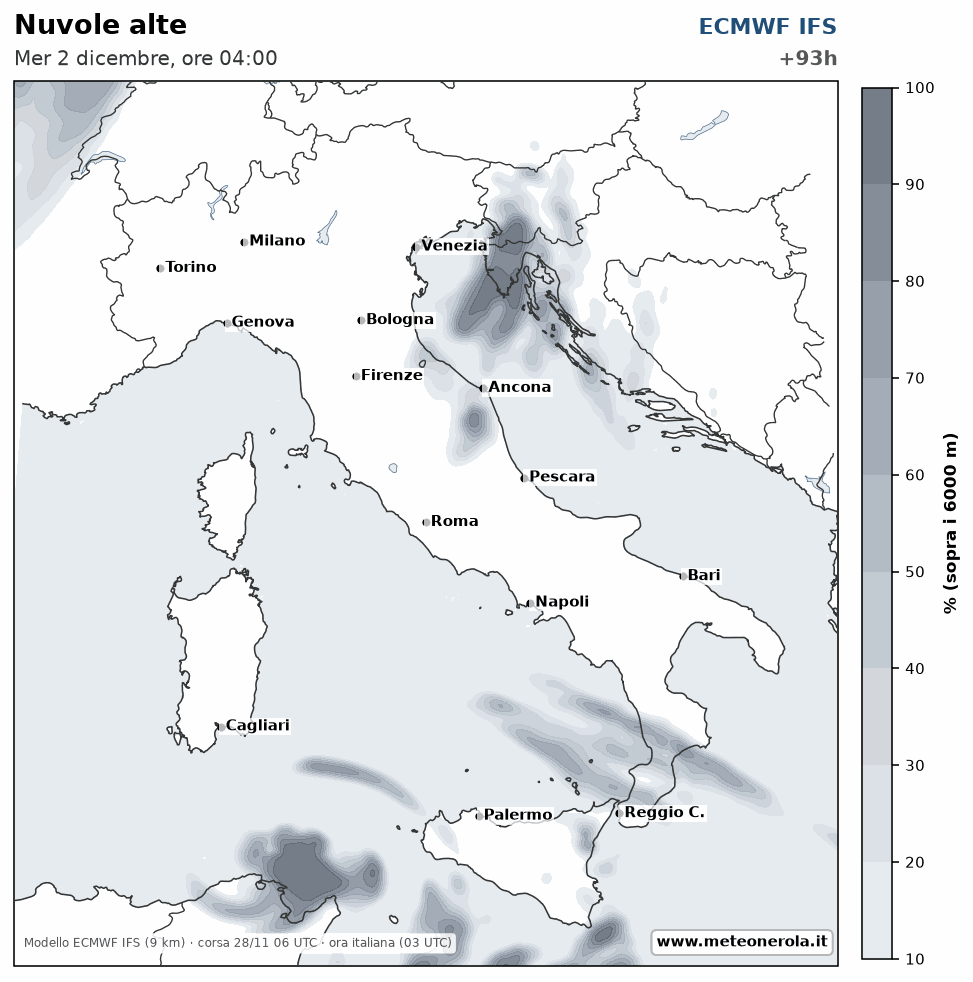 Nuvole alte
ECMWF IFS
Mer 2 dicembre, ore 04:00
+93h
Milano
Venezia
Torino
Genova
Bologna
Firenze
Ancona
Pescara
Roma
Bari
Napoli
Cagliari
Palermo
Reggio C.
100
90
80
70
60
50
40
30
20
10
% (sopra i 6000 m)
Modello ECMWF IFS (9 km) · corsa 28/11 06 UTC · ora italiana (03 UTC)
www.meteonerola.it